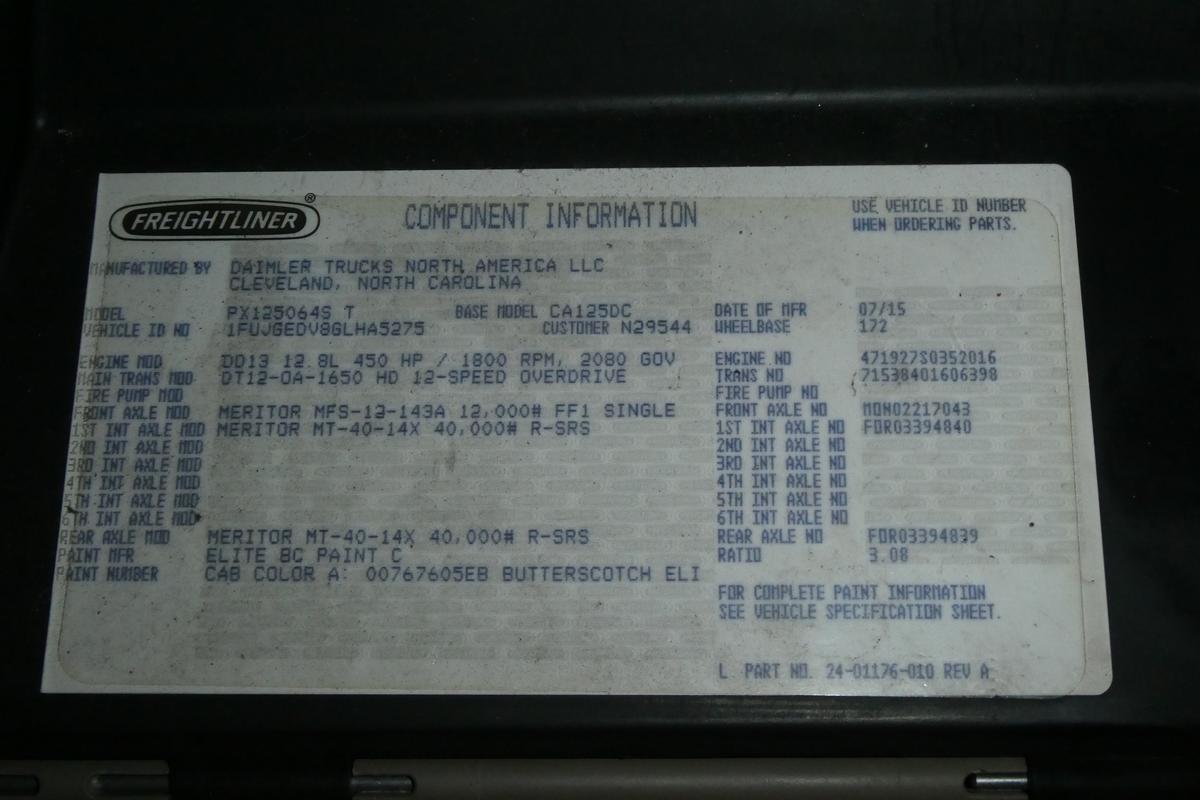 FREIGHTLINER®
COMPONENT INFORMATION
USE VEHICLE ID NUMBER
WHEN ORDERING PARTS.
MANUFACTURED BY DAIMLER TRUCKS NORTH AMERICA LLC
CLEVELAND, NORTH CAROLINA
MODEL PX125064S T BASE MODEL CA125DC DATE OF MFR 07/15
VEHICLE ID NO 1FUJGEDV8GLHA5275 CUSTOMER N29544 WHEELBASE 172
ENGINE MOD DD13 12.8L 450 HP / 1800 RPM, 2080 GOV ENGINE NO 471927S0352016
MAIN TRANS MOD DT12-OA-1650 HD 12-SPEED OVERDRIVE TRANS NO 71538401606398
FIRE PUMP MOD FIRE PUMP NO
FRONT AXLE MOD MERITOR MFS-12-143A 12,000# FF1 SINGLE FRONT AXLE NO MON02217043
1ST INT AXLE MOD MERITOR MT-40-14X 40,000# R-SRS 1ST INT AXLE NO FDR03394840
2ND INT AXLE MOD 2ND INT AXLE NO
3RD INT AXLE MOD 3RD INT AXLE NO
4TH INT AXLE MOD 4TH INT AXLE NO
5TH INT AXLE MOD 5TH INT AXLE NO
6TH INT AXLE MOD 6TH INT AXLE NO
REAR AXLE MOD MERITOR MT-40-14X 40,000# R-SRS REAR AXLE NO FDR03394839
PAINT MFR ELITE BC PAINT C RATIO 3.08
PAINT NUMBER CAB COLOR A: 00767605EB BUTTERSCOTCH ELI
FOR COMPLETE PAINT INFORMATION
SEE VEHICLE SPECIFICATION SHEET.
L PART NO. 24-01176-010 REV A